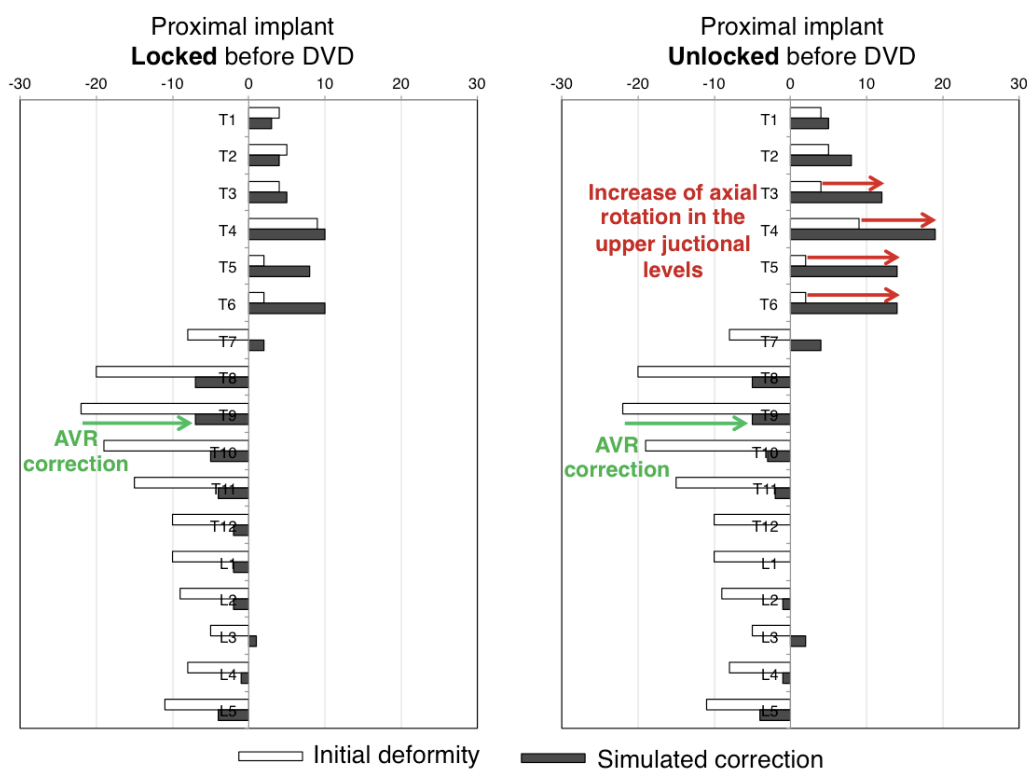 Proximal implant
Locked before DVD
-30 -20 -10 0 10 20 30
T1
T2
T3
T4
T5
T6
T7
T8
T9
T10
T11
T12
L1
L2
L3
L4
L5
AVR
correction
Proximal implant
Unlocked before DVD
-30 -20 -10 0 10 20 30
T1
T2
T3
T4
T5
T6
T7
T8
T9
T10
T11
T12
L1
L2
L3
L4
L5
Increase of axial
rotation in the
upper juctional
levels
AVR
correction
Initial deformity
Simulated correction